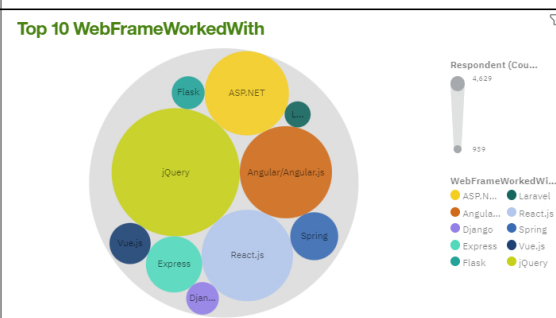 Top 10 WebFrameWorkedWith
Flask
ASP.NET
L...
jQuery
Angular/Angular.js
Vue.js
Express
React.js
Spring
Djan...
Respondent (Cou...
4,629
959
WebFrameWorkedWi...
ASP.N... Laravel
Angula... React.js
Django Spring
Express Vue.js
Flask jQuery